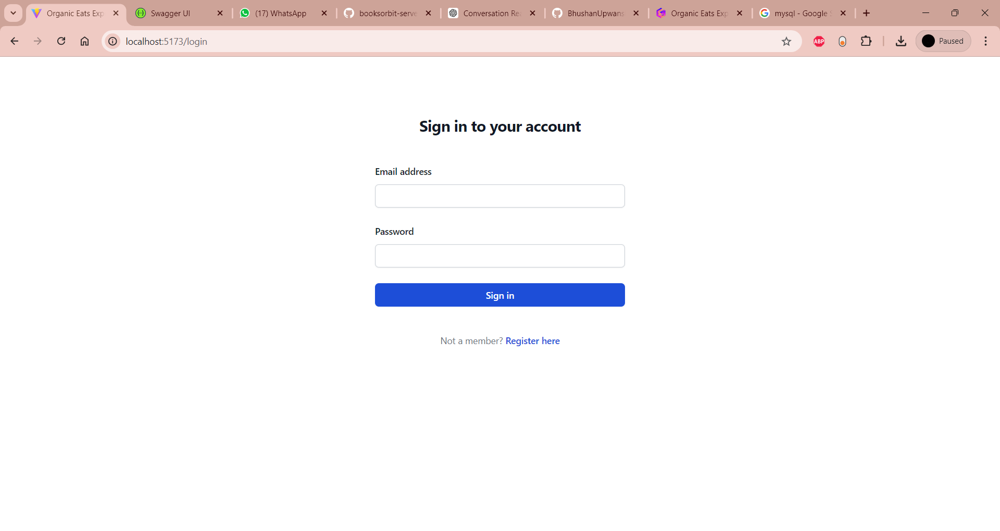 Organic Eats Exp
Swagger UI
(17) WhatsApp
booksorbit-serve
Conversation Rea
BhushanUpwans
Organic Eats Exp
mysql - Google S
localhost:5173/login
ABP
Paused
Sign in to your account
Email address
Password
Sign in
Not a member? Register here